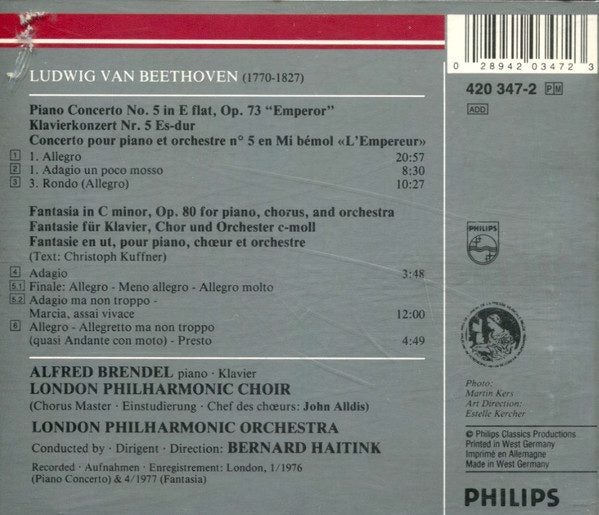 0 28942 03472 3
420 347-2 PM
ADD
LUDWIG VAN BEETHOVEN (1770-1827)
Piano Concerto No. 5 in E flat, Op. 73 “Emperor”
Klavierkonzert Nr. 5 Es-dur
Concerto pour piano et orchestre n° 5 en Mi bémol «L’Empereur»
1 1. Allegro 20:57
2 1. Adagio un poco mosso 8:30
3 3. Rondo (Allegro) 10:27
Fantasia in C minor, Op. 80 for piano, chorus, and orchestra
Fantasie für Klavier, Chor und Orchester c-moll
Fantasie en ut, pour piano, chœur et orchestre
(Text: Christoph Kuffner)
4 Adagio 3:48
5.1 Finale: Allegro - Meno allegro - Allegro molto
5.2 Adagio ma non troppo -
Marcia, assai vivace 12:00
6 Allegro - Allegretto ma non troppo
(quasi Andante con moto) - Presto 4:49
ALFRED BRENDEL piano · Klavier
LONDON PHILHARMONIC CHOIR
(Chorus Master · Einstudierung · Chef des chœurs: John Alldis)
LONDON PHILHARMONIC ORCHESTRA
Conducted by · Dirigent · Direction: BERNARD HAITINK
Recorded · Aufnahmen · Enregistrement: London, 1/1976
(Piano Concerto) & 4/1977 (Fantasia)
PHILIPS
Photo:
Martin Kers
Art Direction:
Estelle Kercher
© Philips Classics Productions
Printed in West Germany
Imprimé en Allemagne
Made in West Germany
PHILIPS